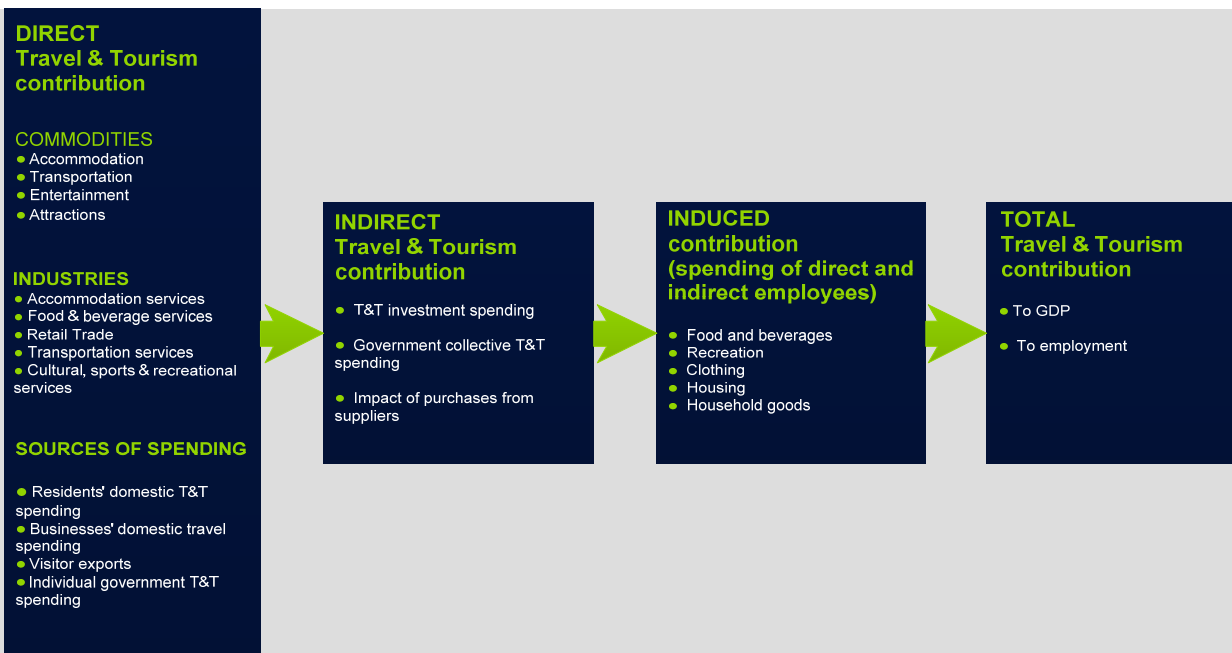 DIRECT
Travel & Tourism
contribution
COMMODITIES
• Accommodation
• Transportation
• Entertainment
• Attractions
INDUSTRIES
• Accommodation services
• Food & beverage services
• Retail Trade
• Transportation services
• Cultural, sports & recreational
services
SOURCES OF SPENDING
• Residents' domestic T&T
spending
• Businesses' domestic travel
spending
• Visitor exports
• Individual government T&T
spending
INDIRECT
Travel & Tourism
contribution
• T&T investment spending
• Government collective T&T
spending
• Impact of purchases from
suppliers
INDUCED
contribution
(spending of direct and
indirect employees)
• Food and beverages
• Recreation
• Clothing
• Housing
• Household goods
TOTAL
Travel & Tourism
contribution
• To GDP
• To employment